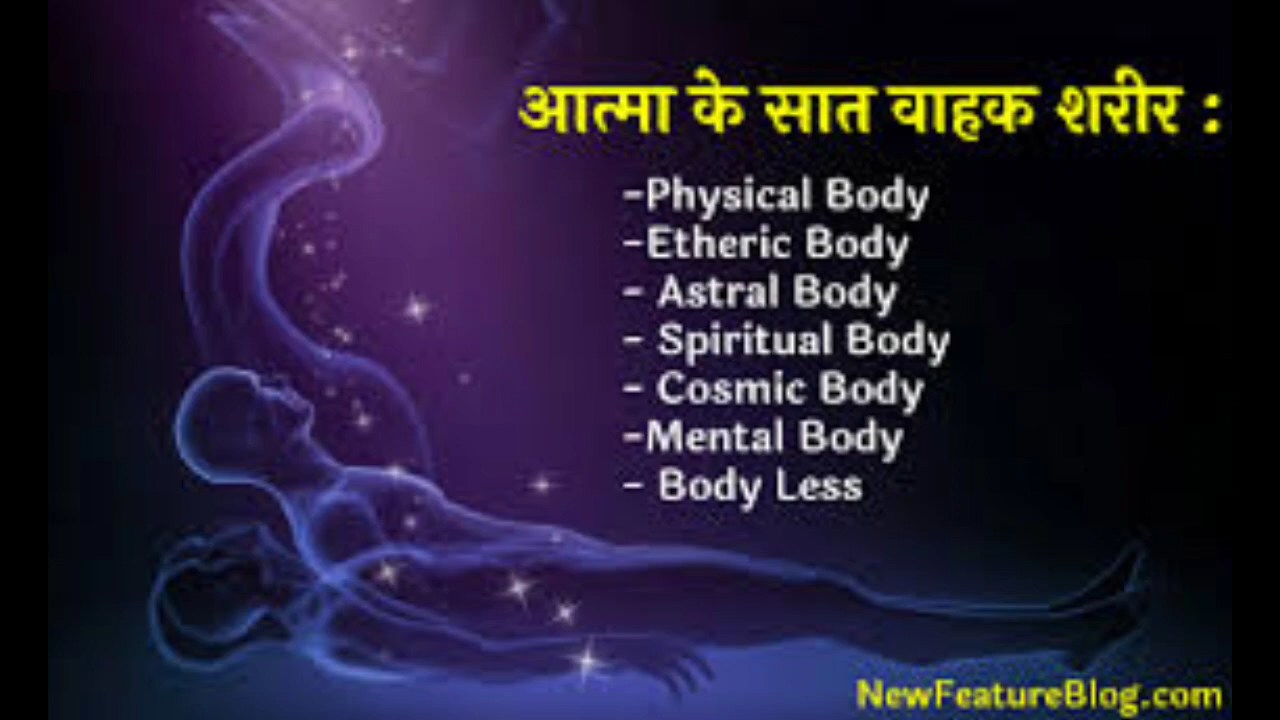 आत्मा के सात वाहक शरीर :
-Physical Body
-Etheric Body
- Astral Body
- Spiritual Body
- Cosmic Body
-Mental Body
- Body Less
NewFeatureBlog.com